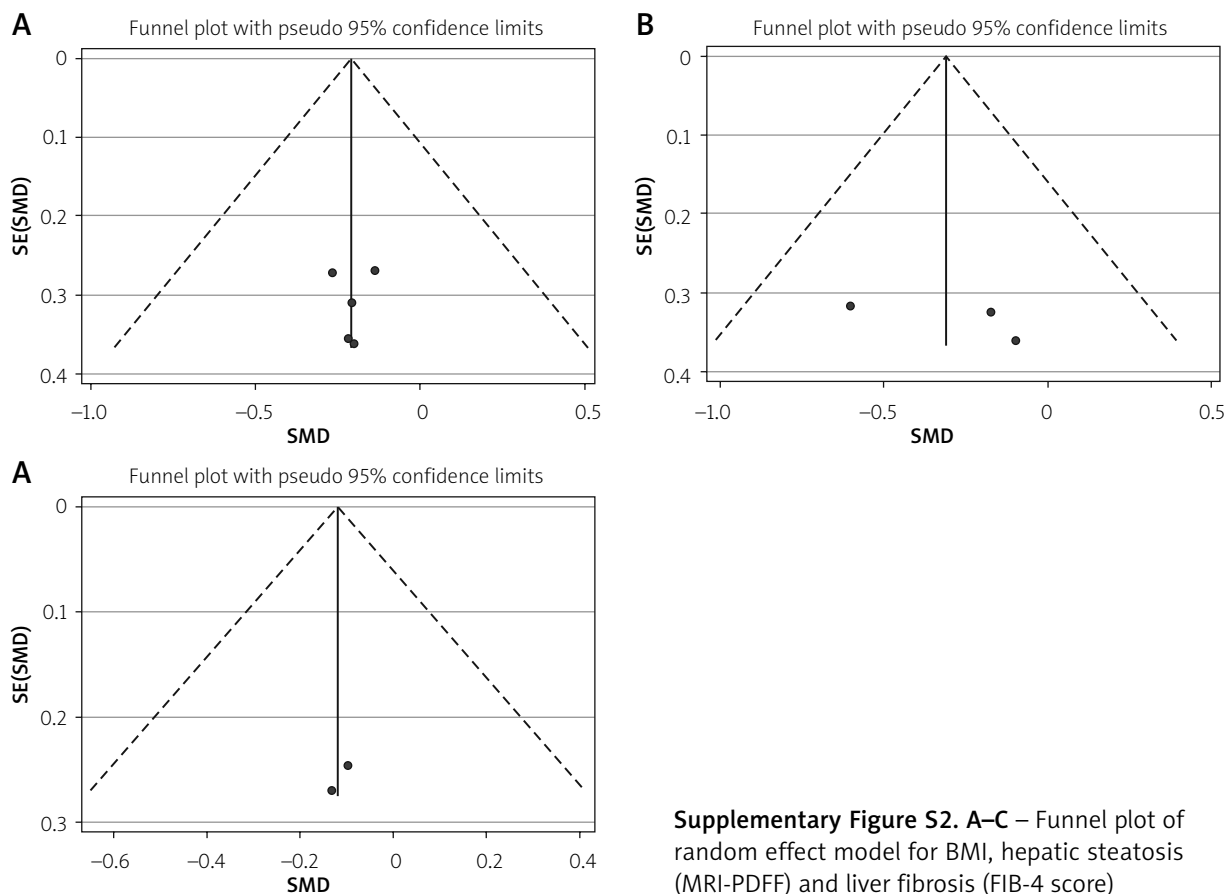 A
Funnel plot with pseudo 95% confidence limits
0
0.1
0.2
0.3
0.4
SE(SMD)
–1.0 –0.5 0 0.5
SMD
B
Funnel plot with pseudo 95% confidence limits
0
0.1
0.2
0.3
0.4
SE(SMD)
–1.0 –0.5 0 0.5
SMD
A
Funnel plot with pseudo 95% confidence limits
0
0.1
0.2
0.3
SE(SMD)
–0.6 –0.4 –0.2 0 0.2 0.4
SMD
Supplementary Figure S2. A–C – Funnel plot of
random effect model for BMI, hepatic steatosis
(MRI-PDFF) and liver fibrosis (FIB-4 score)